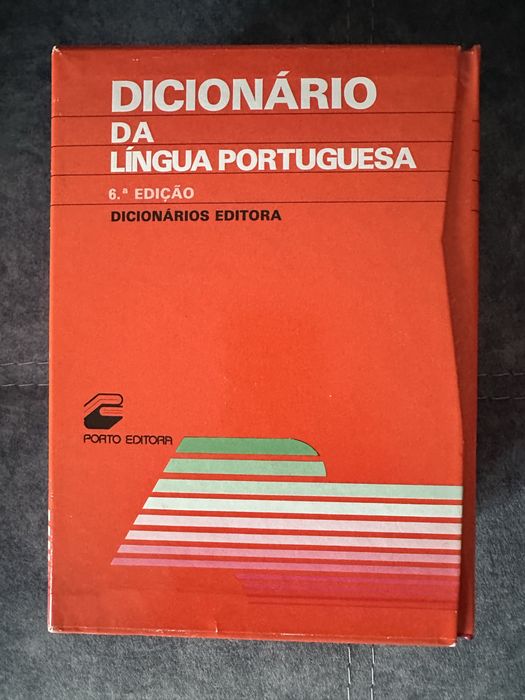 DICIONÁRIO
DA
LÍNGUA PORTUGUESA
6.ª EDIÇÃO
DICIONÁRIOS EDITORA
PORTO EDITORA